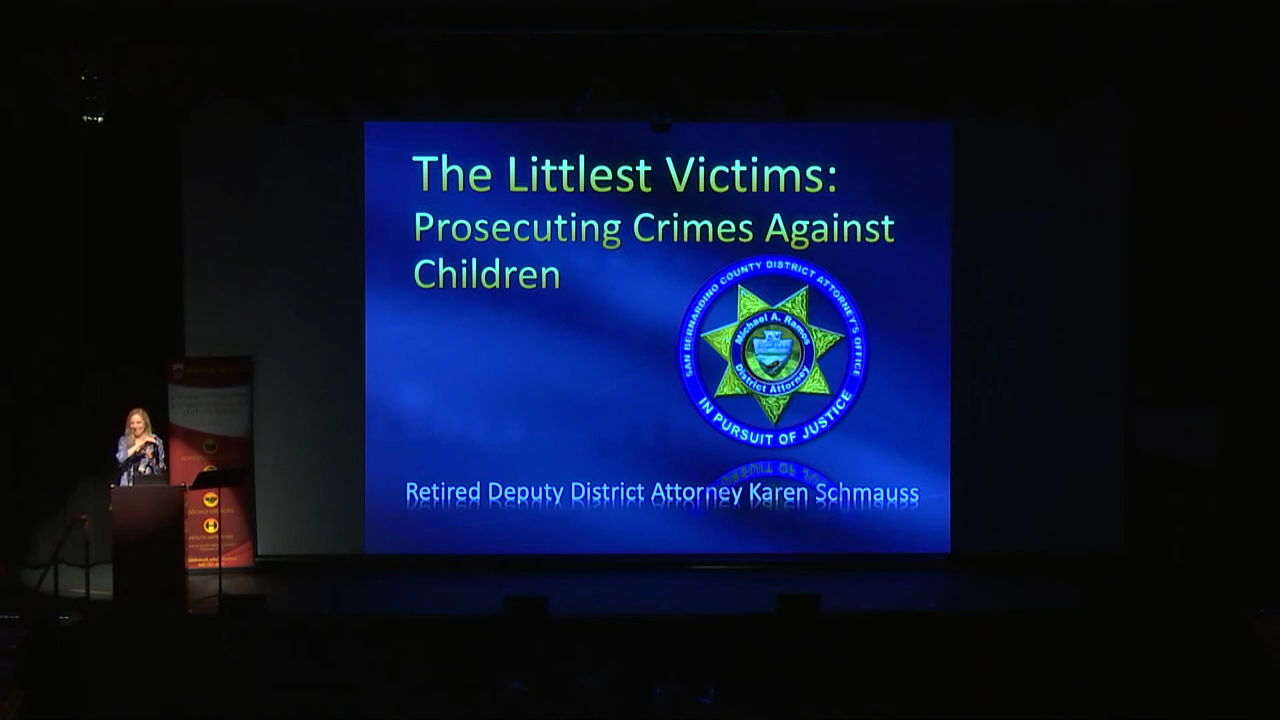 The Littlest Victims:
Prosecuting Crimes Against
Children
SAN BERNARDINO COUNTY DISTRICT ATTORNEY'S OFFICE
Michael A. Ramos
District Attorney
IN PURSUIT OF JUSTICE
Retired Deputy District Attorney Karen Schmauss